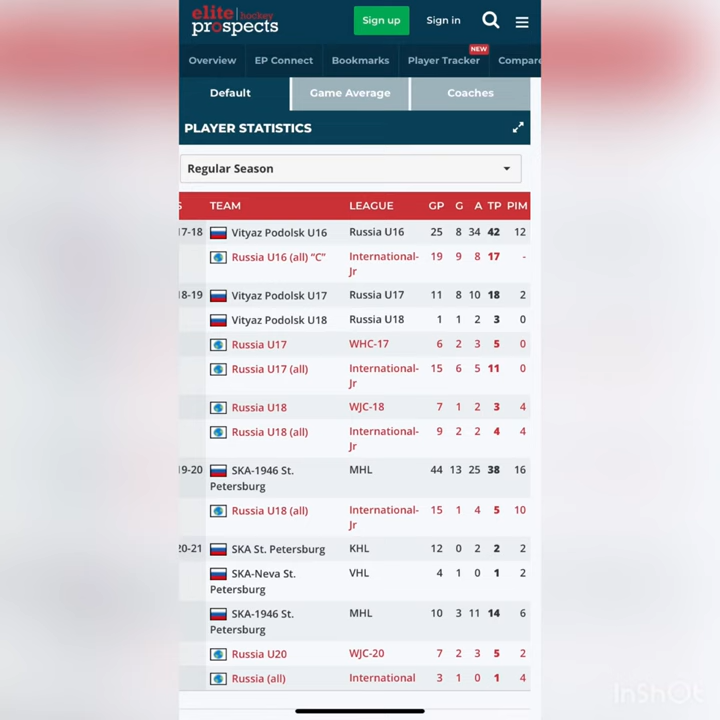 elite hockey
prospects
Sign up
Sign in
Overview
EP Connect
Bookmarks
Player Tracker
NEW
Compare
Default
Game Average
Coaches
PLAYER STATISTICS
Regular Season
S TEAM LEAGUE GP G A TP PIM
17-18 Vityaz Podolsk U16 Russia U16 25 8 34 42 12
Russia U16 (all) “C” International-Jr 19 9 8 17 -
18-19 Vityaz Podolsk U17 Russia U17 11 8 10 18 2
Vityaz Podolsk U18 Russia U18 1 1 2 3 0
Russia U17 WHC-17 6 2 3 5 0
Russia U17 (all) International-Jr 15 6 5 11 0
Russia U18 WJC-18 7 1 2 3 4
Russia U18 (all) International-Jr 9 2 2 4 4
19-20 SKA-1946 St. Petersburg MHL 44 13 25 38 16
Russia U18 (all) International-Jr 15 1 4 5 10
20-21 SKA St. Petersburg KHL 12 0 2 2 2
SKA-Neva St. Petersburg VHL 4 1 0 1 2
SKA-1946 St. Petersburg MHL 10 3 11 14 6
Russia U20 WJC-20 7 2 3 5 2
Russia (all) International 3 1 0 1 4
InShOt